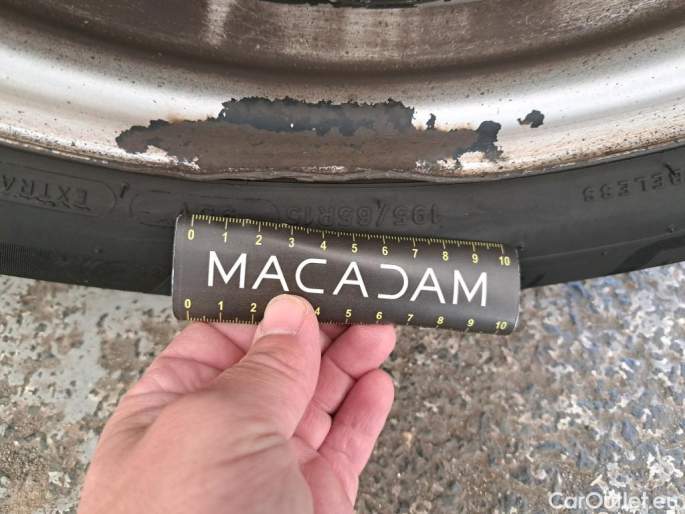 EXTRA
195/65R15
TUBELESS
0 1 2 3 4 5 6 7 8 9 10
MACADAM
0 1 2 4 5 6 7 8 9 10
CarOutlet.eu